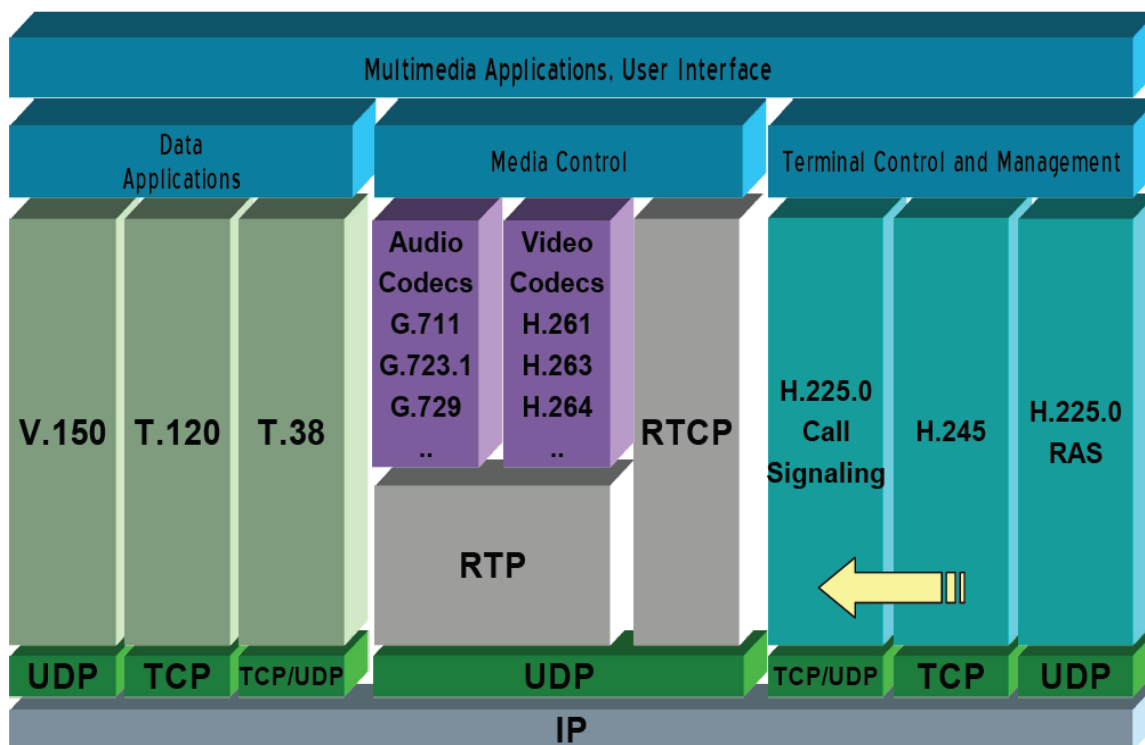 Multimedia Applications, User Interface
Data
Applications
Media Control
Terminal Control and Management
V.150
T.120
T.38
Audio
Codecs
G.711
G.723.1
G.729
..
Video
Codecs
H.261
H.263
H.264
..
RTP
RTCP
H.225.0
Call
Signaling
H.245
H.225.0
RAS
UDP
TCP
TCP/UDP
UDP
TCP/UDP
TCP
UDP
IP